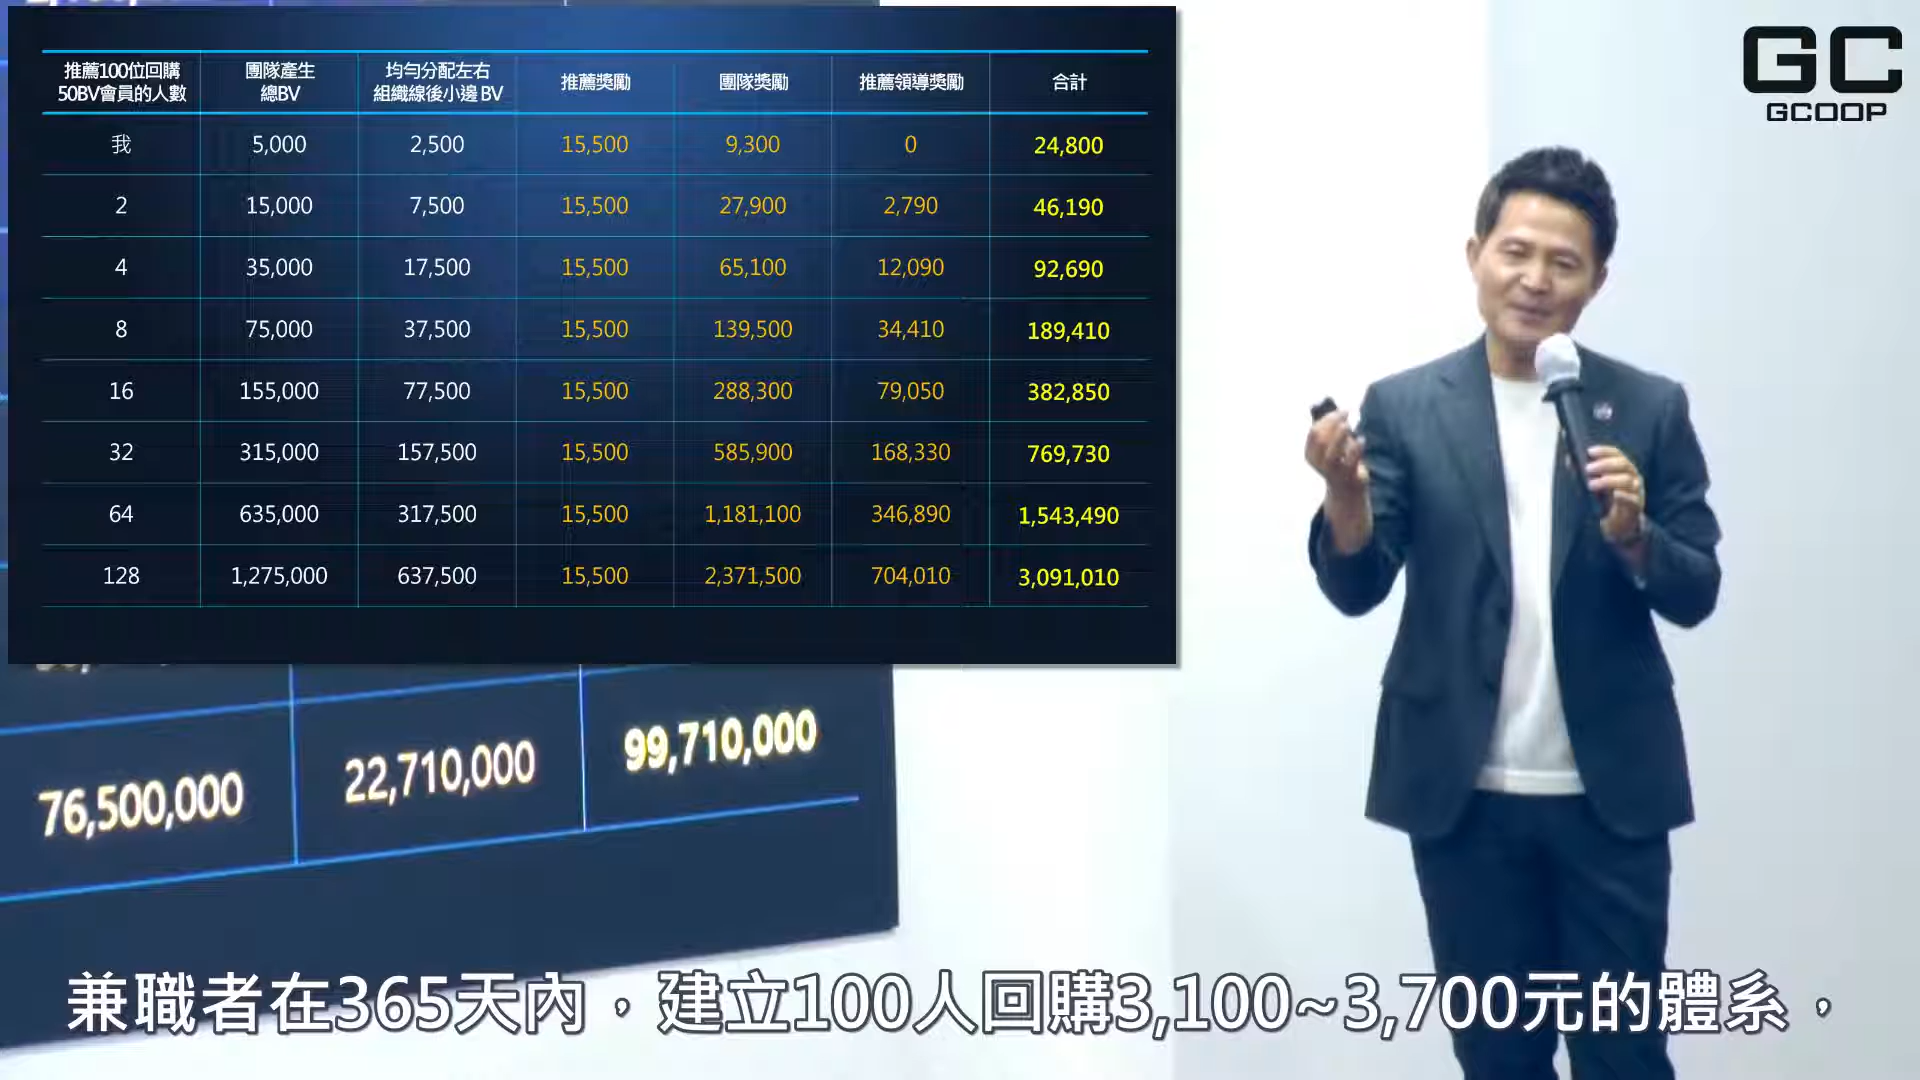 推薦100位回購 團隊產生 均勻分配左右 推薦獎勵 團隊獎勵 推薦領導獎勵 合計
50BV會員的人數 總BV 組織線後小邊 BV
我 5,000 2,500 15,500 9,300 0 24,800
2 15,000 7,500 15,500 27,900 2,790 46,190
4 35,000 17,500 15,500 65,100 12,090 92,690
8 75,000 37,500 15,500 139,500 34,410 189,410
16 155,000 77,500 15,500 288,300 79,050 382,850
32 315,000 157,500 15,500 585,900 168,330 769,730
64 635,000 317,500 15,500 1,181,100 346,890 1,543,490
128 1,275,000 637,500 15,500 2,371,500 704,010 3,091,010
GC
GCOOP
76,500,000 22,710,000 99,710,000
兼職者在365天內，建立100人回購3,100~3,700元的體系，